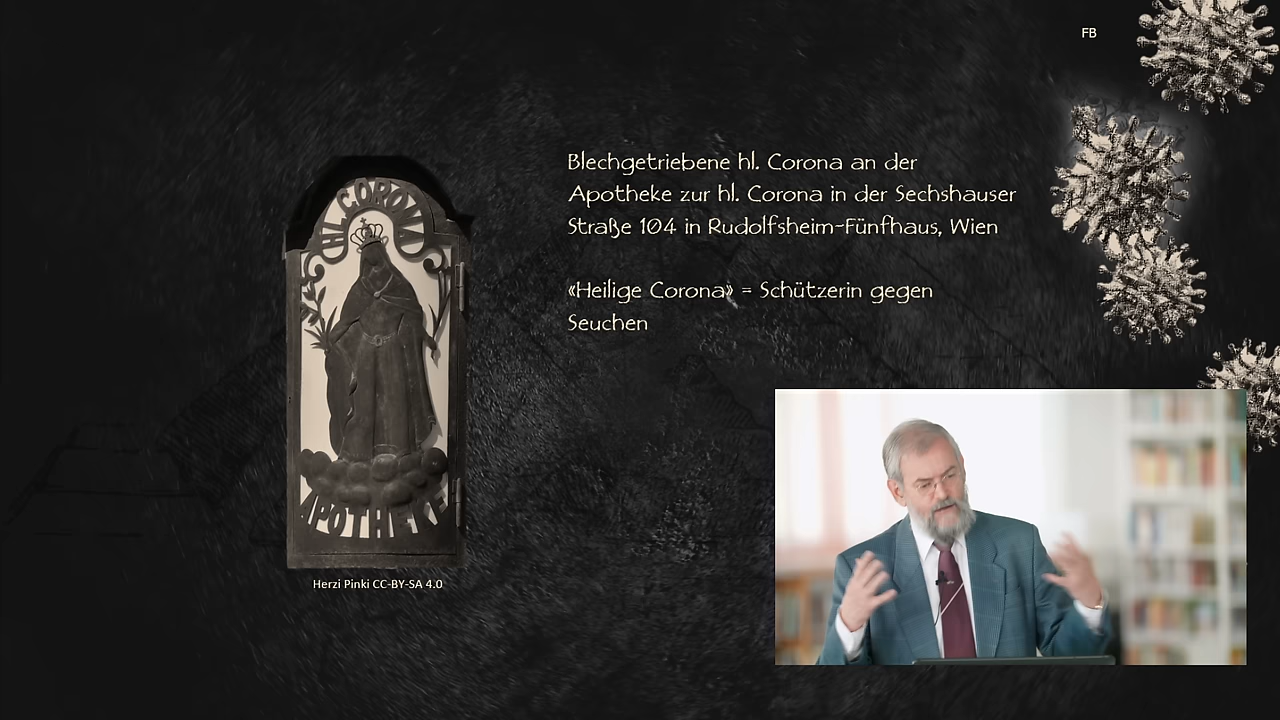 FB
HL.CORONA
Blechgetriebene hl. Corona an der
Apotheke zur hl. Corona in der Sechshauser
Straße 104 in Rudolfsheim-Fünfhaus, Wien
«Heilige Corona» = Schützerin gegen
Seuchen
APOTHEKE
Herzi Pinki CC-BY-SA 4.0